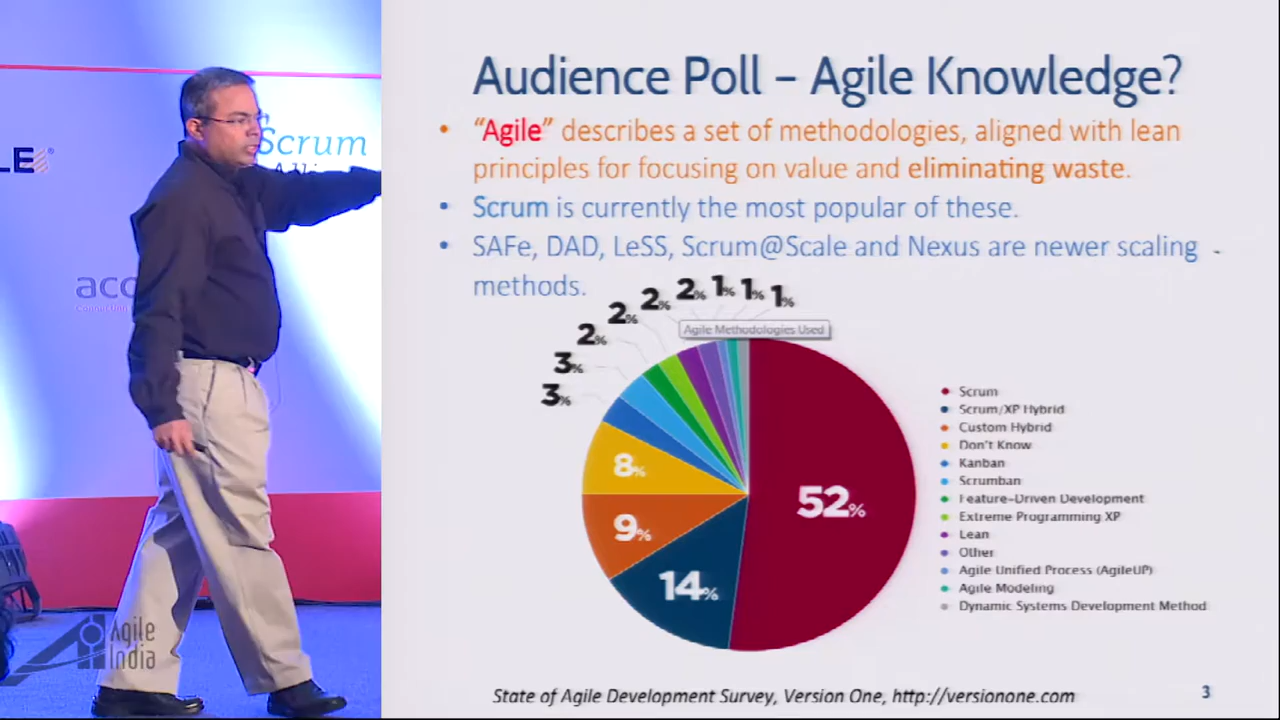 Scrum
LE
Agile
India
Audience Poll – Agile Knowledge?
• “Agile” describes a set of methodologies, aligned with lean
principles for focusing on value and eliminating waste.
• Scrum is currently the most popular of these.
• SAFe, DAD, LeSS, Scrum@Scale and Nexus are newer scaling
methods.
2% 2% 2% 2% 1% 1% 1%
Agile Methodologies Used
3%
3%
8%
9%
14%
52%
Scrum
Scrum/XP Hybrid
Custom Hybrid
Don't Know
Kanban
Scrumban
Feature-Driven Development
Extreme Programming XP
Lean
Other
Agile Unified Process (AgileUP)
Agile Modeling
Dynamic Systems Development Method
State of Agile Development Survey, Version One, http://versionone.com
3